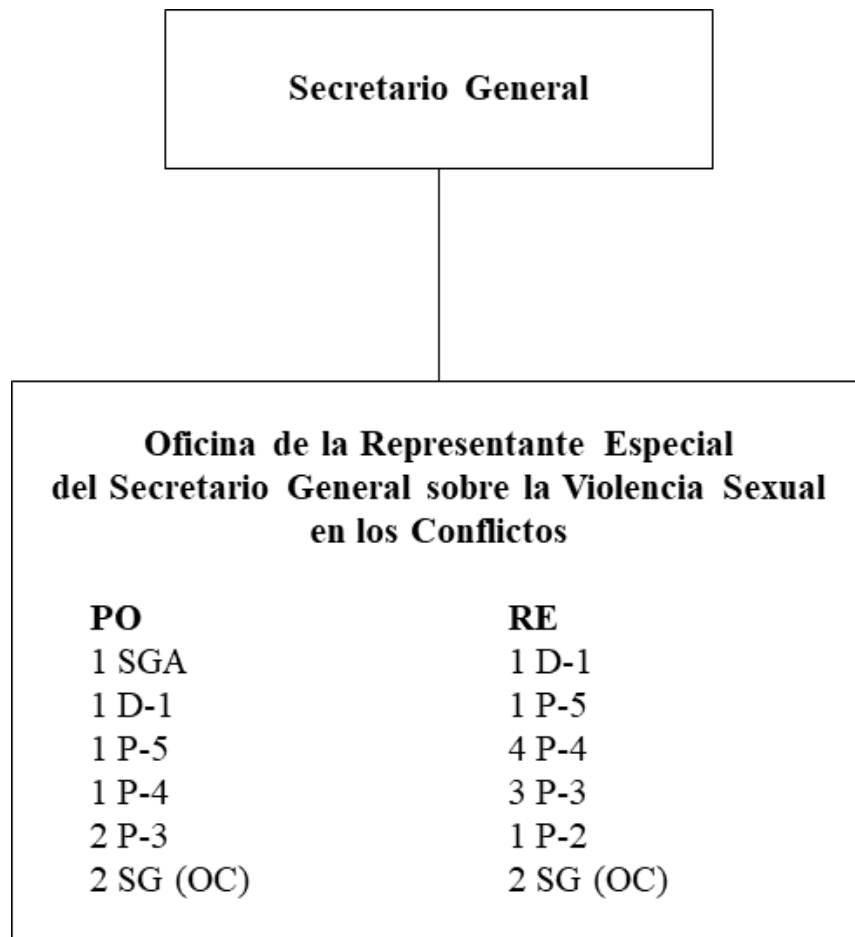 Secretario General
Oficina de la Representante Especial
del Secretario General sobre la Violencia Sexual
en los Conflictos
PO
1 SGA
1 D-1
1 P-5
1 P-4
2 P-3
2 SG (OC)
RE
1 D-1
1 P-5
4 P-4
3 P-3
1 P-2
2 SG (OC)